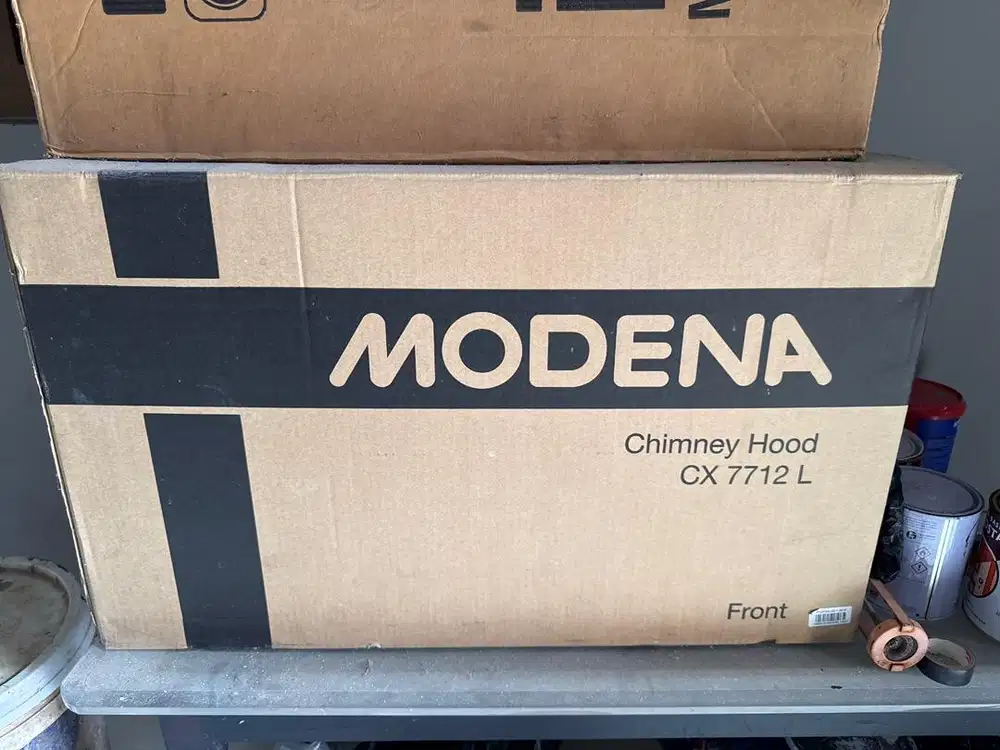 MODENA
Chimney Hood
CX 7712 L
Front